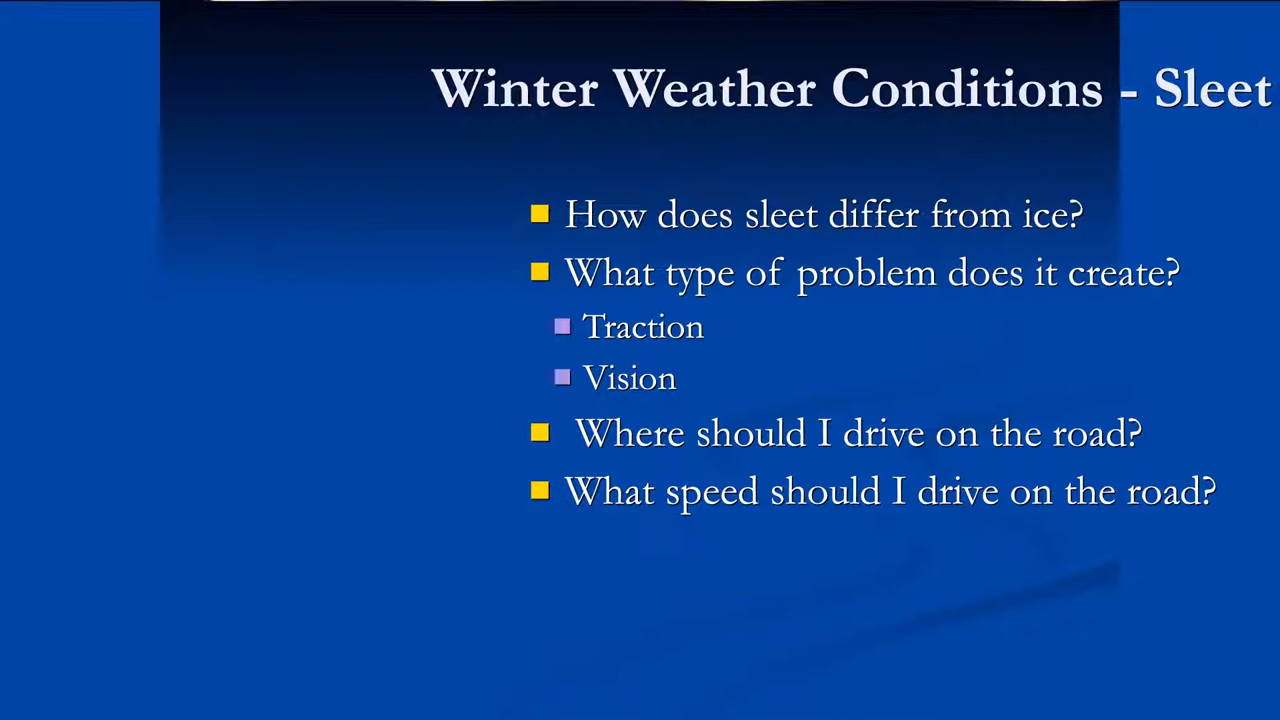 Winter Weather Conditions - Sleet
How does sleet differ from ice?
What type of problem does it create?
Traction
Vision
Where should I drive on the road?
What speed should I drive on the road?